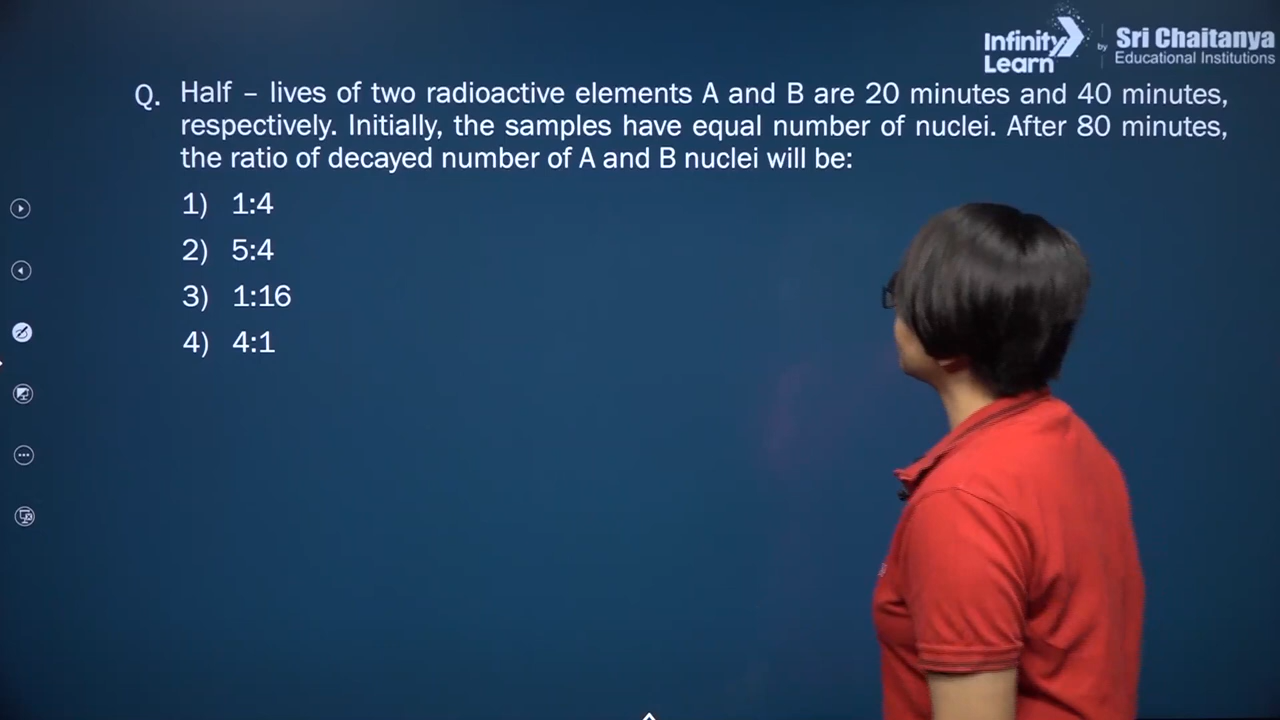 Infinity Learn by Sri Chaitanya Educational Institutions
Q. Half – lives of two radioactive elements A and B are 20 minutes and 40 minutes,
respectively. Initially, the samples have equal number of nuclei. After 80 minutes,
the ratio of decayed number of A and B nuclei will be:
1) 1:4
2) 5:4
3) 1:16
4) 4:1